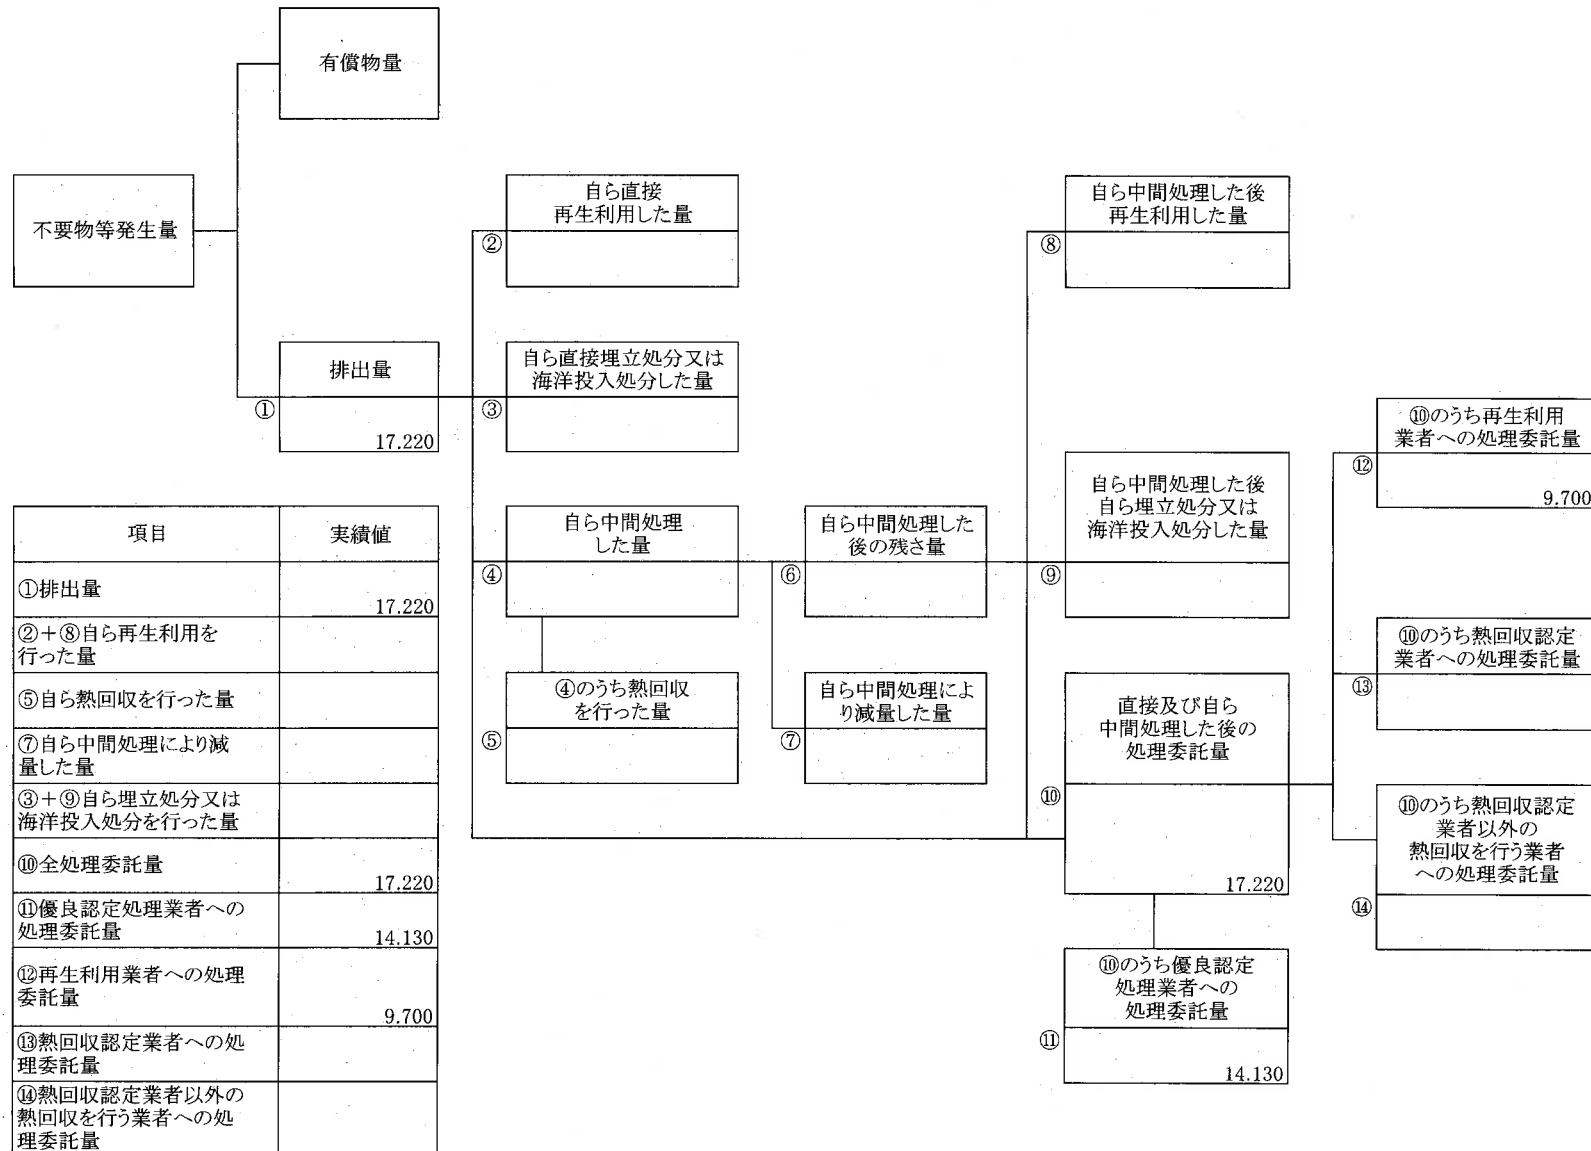 有償物量
不要物等発生量
排出量
①
17.220
自ら直接
再生利用した量
②
自ら直接埋立処分又は
海洋投入処分した量
③
自ら中間処理
した量
④
④のうち熱回収
を行った量
⑤
自ら中間処理した
後の残さ量
⑥
自ら中間処理によ
り減量した量
⑦
自ら中間処理した後
再生利用した量
⑧
自ら中間処理した後
自ら埋立処分又は
海洋投入処分した量
⑨
直接及び自ら
中間処理した後の
処理委託量
⑩
17.220
⑩のうち優良認定
処理業者への
処理委託量
⑪
14.130
⑩のうち再生利用
業者への処理委託量
⑫
9.700
⑩のうち熱回収認定
業者への処理委託量
⑬
⑩のうち熱回収認定
業者以外の
熱回収を行う業者
への処理委託量
⑭
項目 実績値
①排出量
17.220
②+⑧自ら再生利用を
行った量
⑤自ら熱回収を行った量
⑦自ら中間処理により減
量した量
③+⑨自ら埋立処分又は
海洋投入処分を行った量
⑩全処理委託量
17.220
⑪優良認定処理業者への
処理委託量
14.130
⑫再生利用業者への処理
委託量
9.700
⑬熱回収認定業者への処
理委託量
⑭熱回収認定業者以外の
熱回収を行う業者への処
理委託量